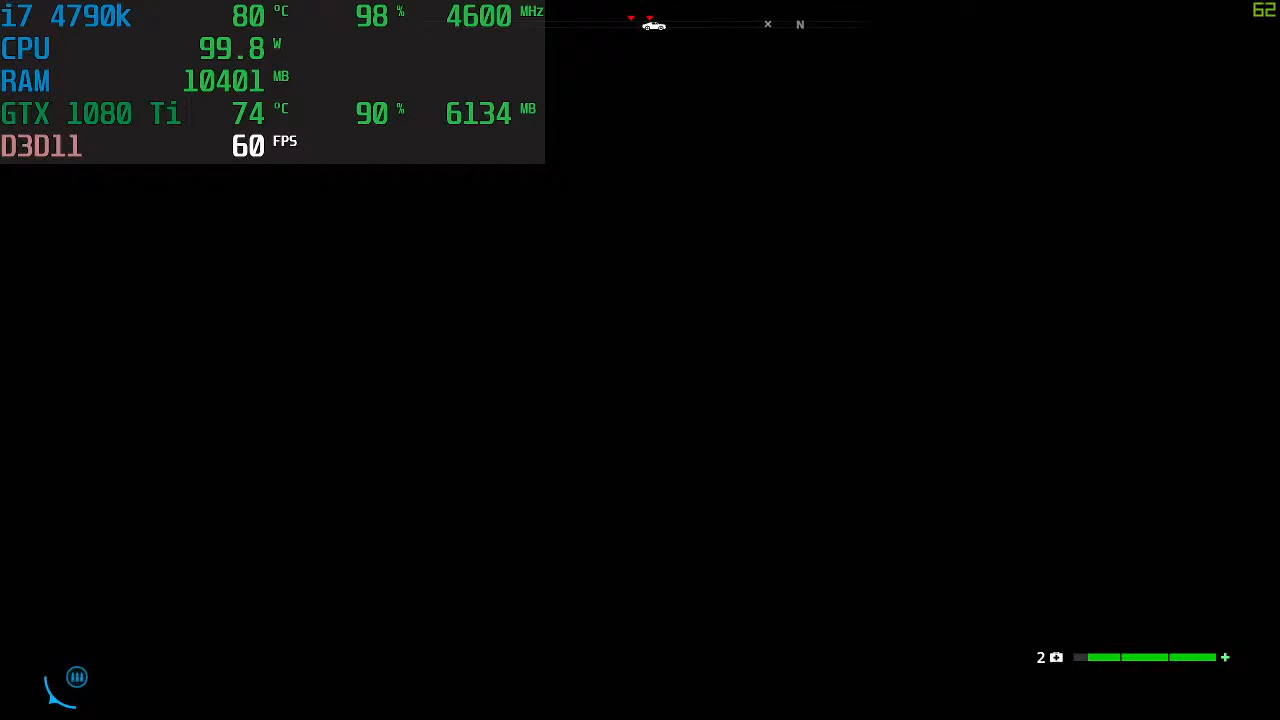 i7 4790k 80 °C 98 % 4600 MHz
CPU 99.8 W
RAM 10401 MB
GTX 1080 Ti 74 °C 90 % 6134 MB
D3D11 60 FPS
N
62
2